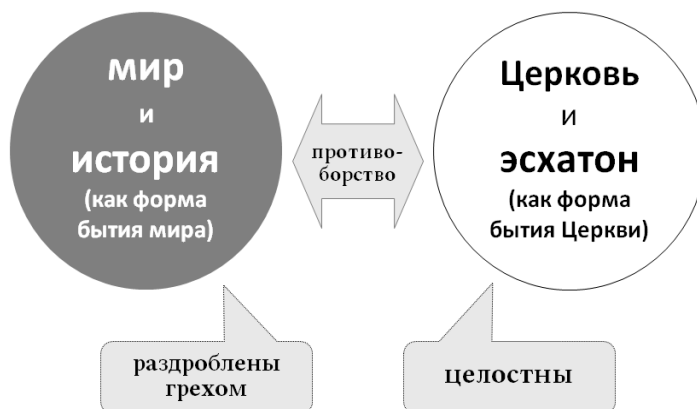 мир
и
история
(как форма
бытия мира)
противо-
борство
Церковь
и
эсхатон
(как форма
бытия Церкви)
раздроблены
грехом
целостны